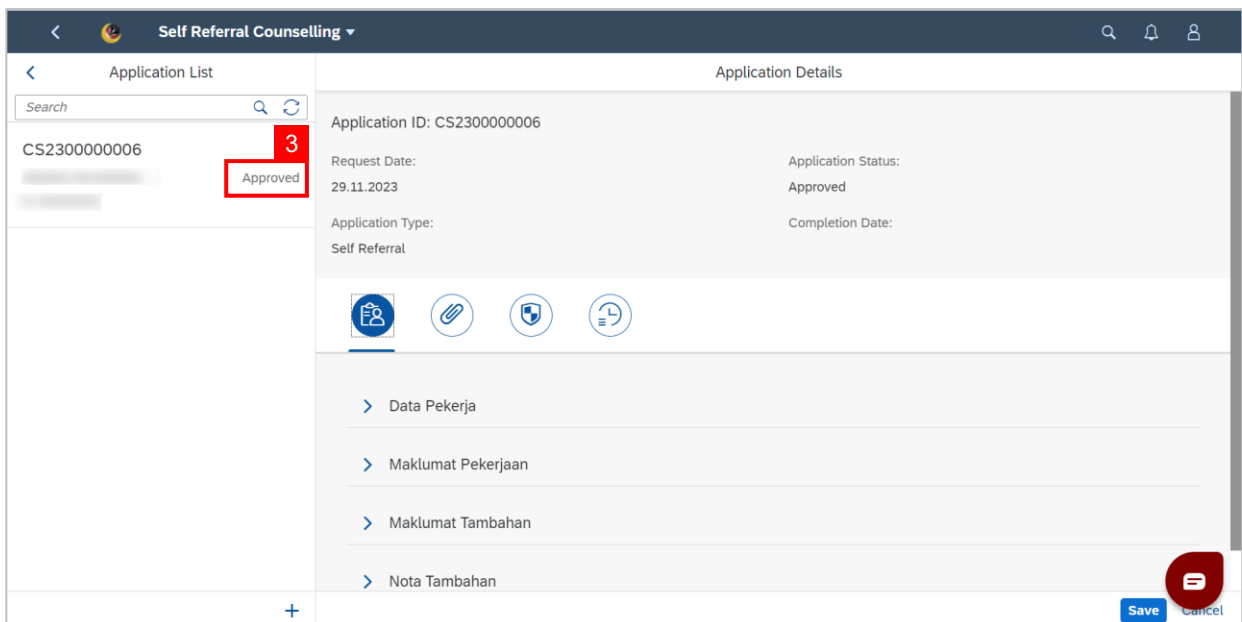 Self Referral Counselling
Application List
Application Details
Search
CS2300000006
3
Approved
Application ID: CS2300000006
Request Date:
Application Status:
29.11.2023
Approved
Application Type:
Completion Date:
Self Referral
Data Pekerja
Maklumat Pekerjaan
Maklumat Tambahan
Nota Tambahan
+
Save
Cancel